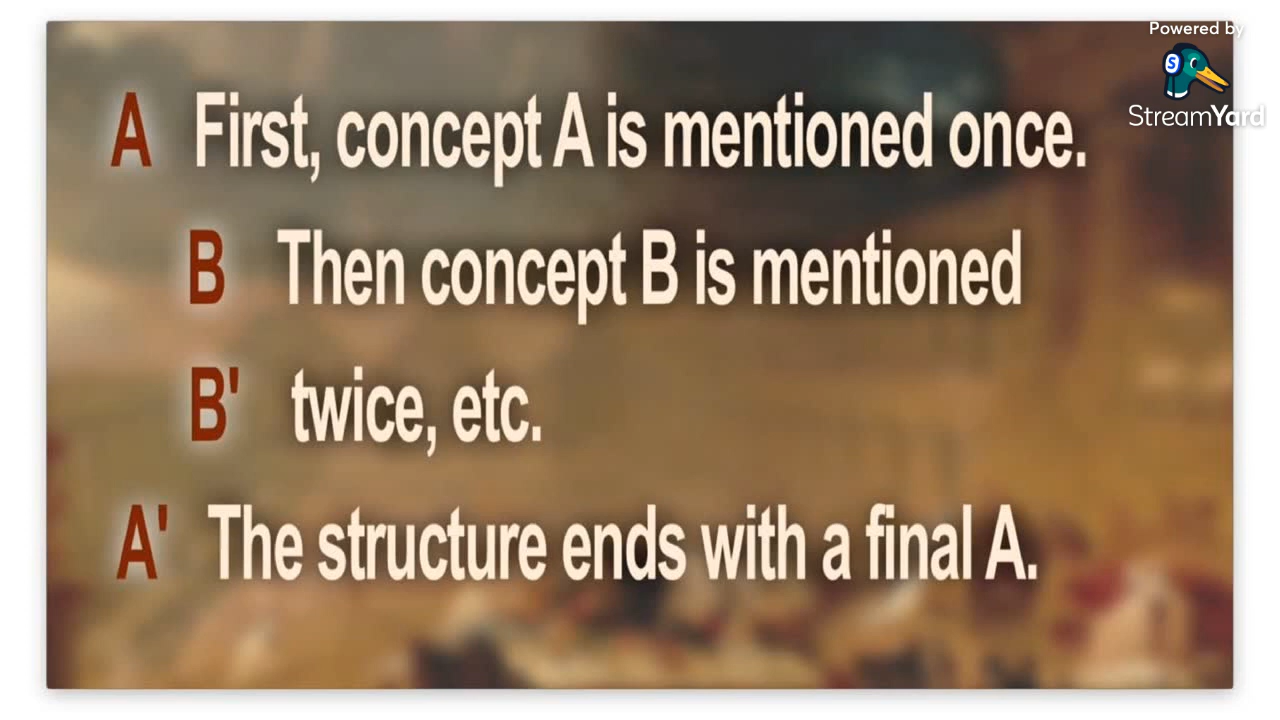 Powered by
StreamYard
A First, concept A is mentioned once.
B Then concept B is mentioned
B' twice, etc.
A' The structure ends with a final A.